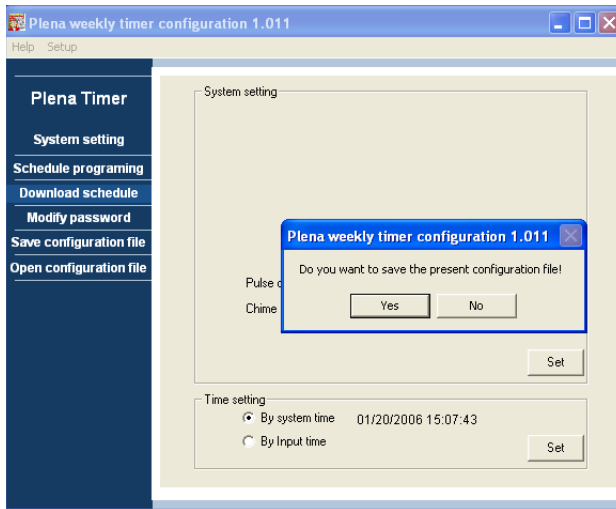 Plena weekly timer configuration 1.011
Help Setup
Plena Timer
System setting
Schedule programing
Download schedule
Modify password
Save configuration file
Open configuration file
System setting
Pulse
Chime
Set
Plena weekly timer configuration 1.011
Do you want to save the present configuration file!
Yes No
Time setting
By system time 01/20/2006 15:07:43
By Input time
Set